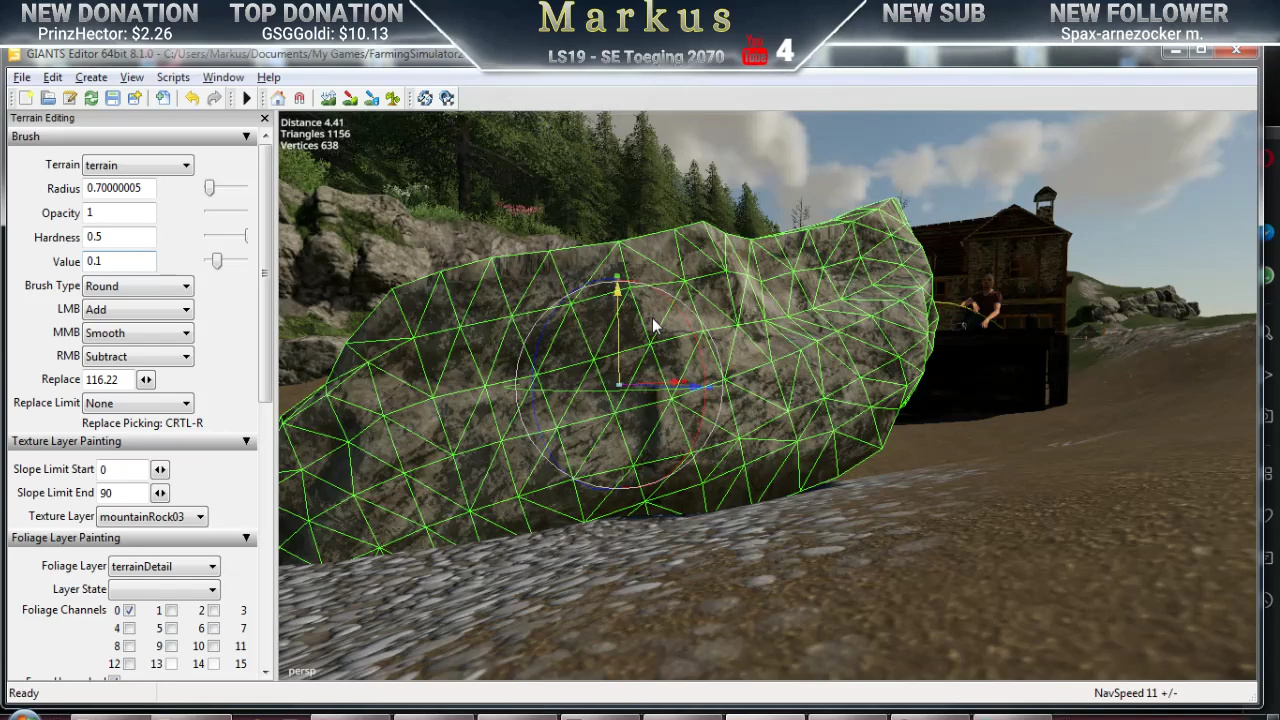 NEW DONATION
PrinzHector: $2.26
TOP DONATION
GSGGoldi: $10.13
Markus
LS19 - SE Toeging 2070
You Tube
4
NEW SUB
NEW FOLLOWER
Spax-arnezocker m.
GIANTS Editor 64bit 8.1.0 - C:/Users/Markus/Documents/My Games/FarmingSimulator2
File Edit Create View Scripts Window Help
Terrain Editing
Brush
Terrain terrain
Radius 0.70000005
Opacity 1
Hardness 0.5
Value 0.1
Brush Type Round
LMB Add
MMB Smooth
RMB Subtract
Replace 116.22
Replace Limit None
Replace Picking: CRTL-R
Texture Layer Painting
Slope Limit Start 0
Slope Limit End 90
Texture Layer mountainRock03
Foliage Layer Painting
Foliage Layer terrainDetail
Layer State
Foliage Channels 0 1 2 3
4 5 6 7
8 9 10 11
12 13 14 15
Distance 4.41
Triangles 1156
Vertices 638
persp
Ready
NavSpeed 11 +/-